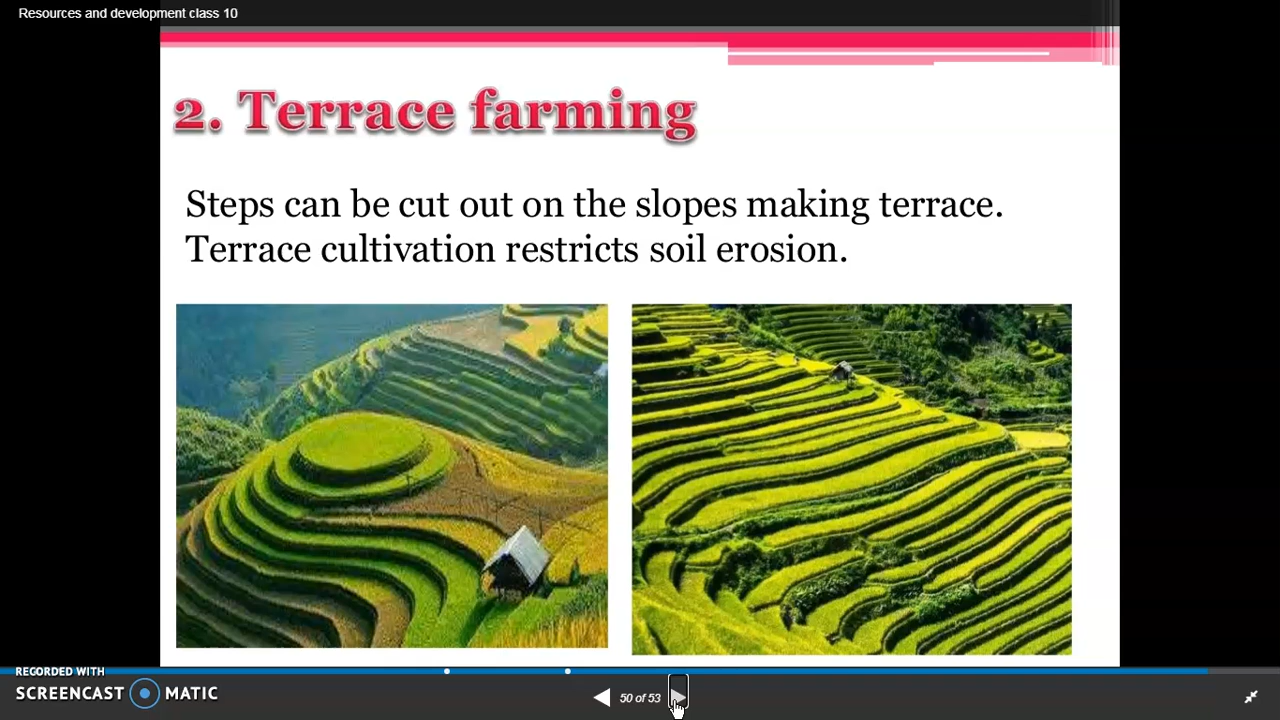 Resources and development class 10
2. Terrace farming
Steps can be cut out on the slopes making terrace.
Terrace cultivation restricts soil erosion.
RECORDED WITH
SCREENCAST MATIC
50 of 53